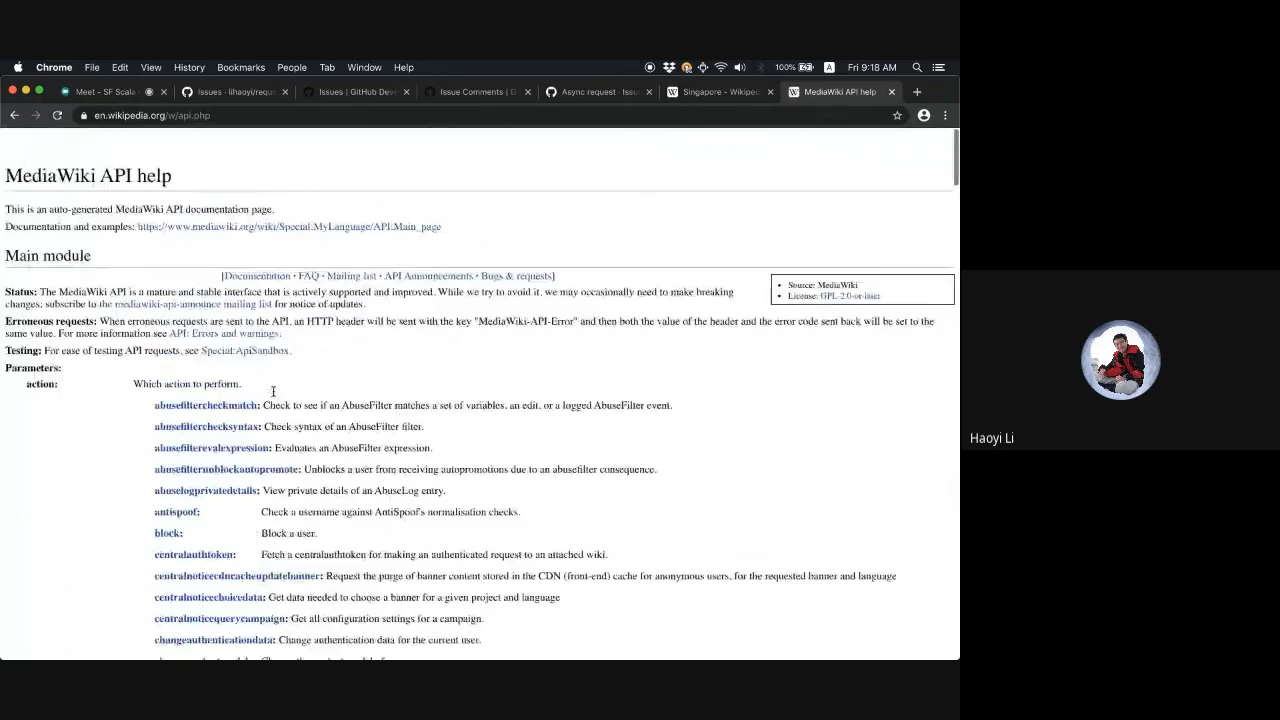 Chrome File Edit View History Bookmarks People Tab Window Help 100% A Fri 9:18 AM
Meet - SF Scala Issues · lihaoyi/requ Issues | GitHub Dev Issue Comments | G Async request · Issu Singapore - Wikiped MediaWiki API help
en.wikipedia.org/w/api.php
MediaWiki API help
This is an auto-generated MediaWiki API documentation page.
Documentation and examples: https://www.mediawiki.org/wiki/Special:MyLanguage/API:Main_page
Main module
[Documentation · FAQ · Mailing list · API Announcements · Bugs & requests]
Status: The MediaWiki API is a mature and stable interface that is actively supported and improved. While we try to avoid it, we may occasionally need to make breaking
changes; subscribe to the mediawiki-api-announce mailing list for notice of updates.
• Source: MediaWiki
• License: GPL-2.0-or-later
Erroneous requests: When erroneous requests are sent to the API, an HTTP header will be sent with the key "MediaWiki-API-Error" and then both the value of the header and the error code sent back will be set to the
same value. For more information see API: Errors and warnings.
Testing: For ease of testing API requests, see Special:ApiSandbox.
Parameters:
action: Which action to perform.
abusefiltercheckmatch: Check to see if an AbuseFilter matches a set of variables, an edit, or a logged AbuseFilter event.
abusefilterchecksyntax: Check syntax of an AbuseFilter filter.
abusefilterevalexpression: Evaluates an AbuseFilter expression.
abusefilterunblockautopromote: Unblocks a user from receiving autopromotions due to an abusefilter consequence.
abuselogprivatedetails: View private details of an AbuseLog entry.
antispoof: Check a username against AntiSpoof's normalisation checks.
block: Block a user.
centralauthtoken: Fetch a centralauthtoken for making an authenticated request to an attached wiki.
centralnoticecdncacheupdatebanner: Request the purge of banner content stored in the CDN (front-end) cache for anonymous users, for the requested banner and language
centralnoticechoicedata: Get data needed to choose a banner for a given project and language
centralnoticequerycampaign: Get all configuration settings for a campaign.
changeauthenticationdata: Change authentication data for the current user.
Haoyi Li